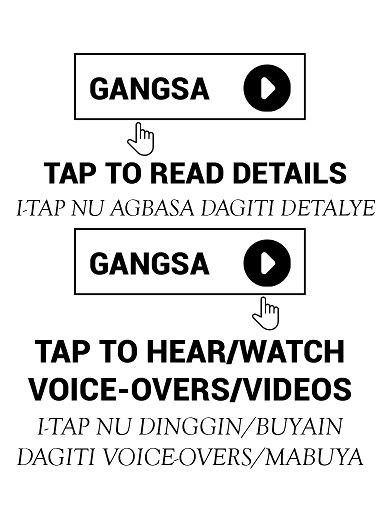 GANGSA
TAP TO READ DETAILS
I-TAP NU AGBASA DAGITI DETALYE
GANGSA
TAP TO HEAR/WATCH
VOICE-OVERS/VIDEOS
I-TAP NU DINGGIN/BUYAIN
DAGITI VOICE-OVERS/MABUYA